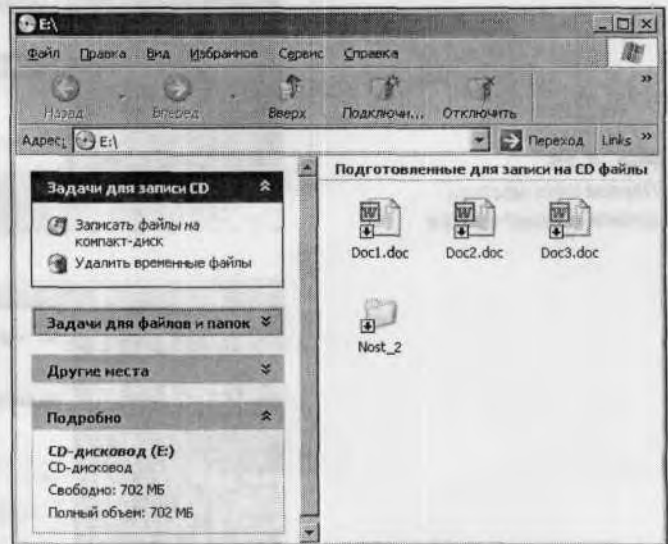 E:\
Файл Правка Вид Избранное Сервис Справка
Назад Вперед Вверх Подключи... Отключить »
Адрес: E:\ Переход Links »
Задачи для записи CD
Записать файлы на
компакт-диск
Удалить временные файлы
Задачи для файлов и папок
Другие места
Подробно
CD-дисковод (E:)
CD-дисковод
Свободно: 702 МБ
Полный объем: 702 МБ
Подготовленные для записи на CD файлы
Doc1.doc Doc2.doc Doc3.doc
Nost_2